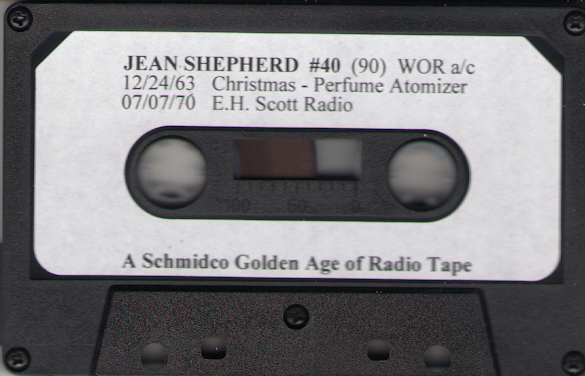 JEAN SHEPHERD #40 (90) WOR a/c
12/24/63 Christmas - Perfume Atomizer
07/07/70 E.H. Scott Radio
100 50 0
A Schmidco Golden Age of Radio Tape